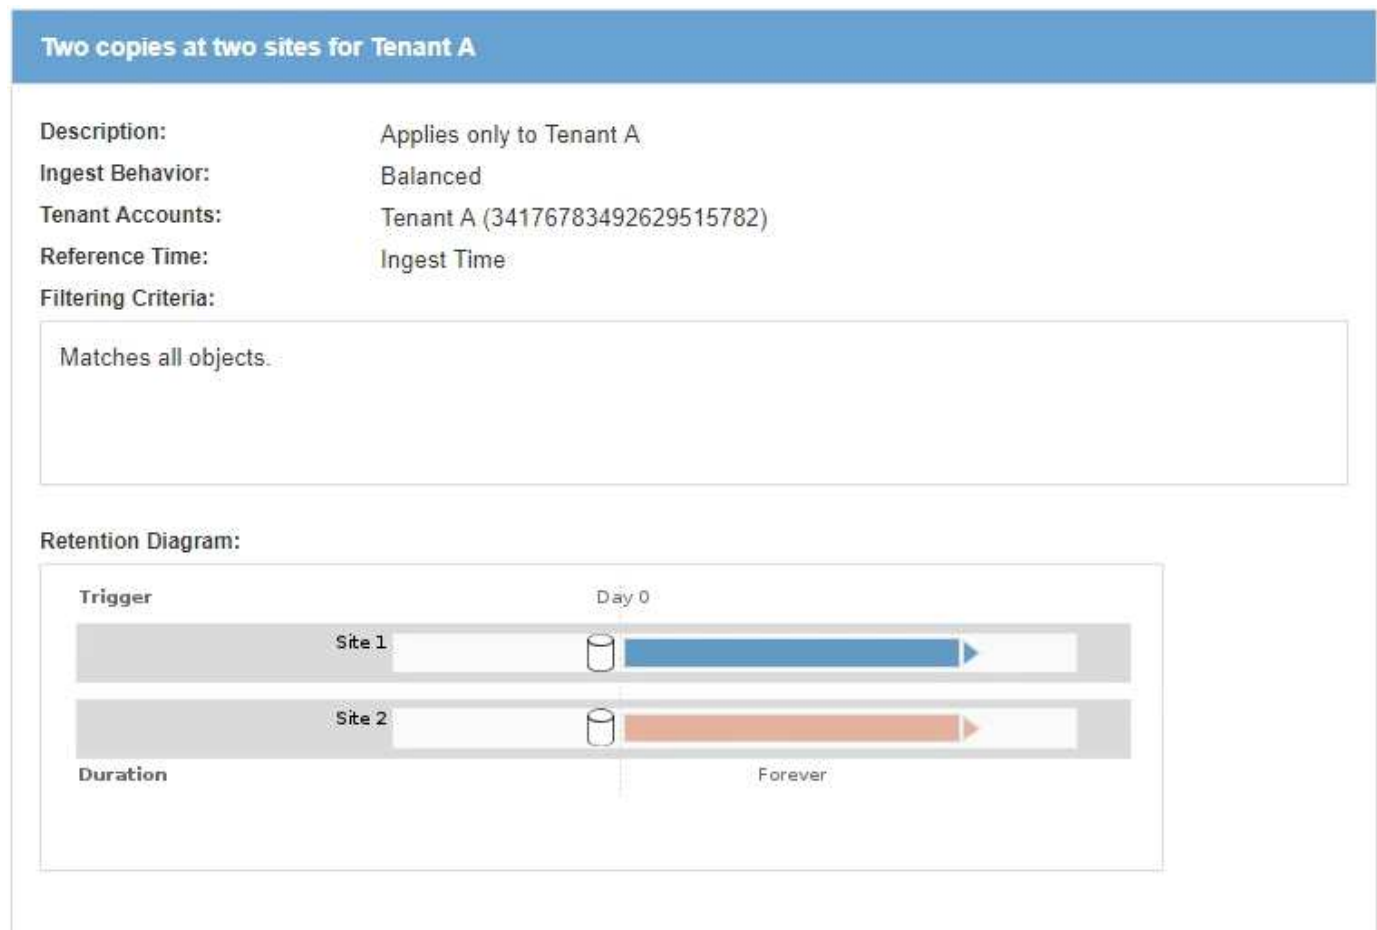 Two copies at two sites for Tenant A
Description: Applies only to Tenant A
Ingest Behavior: Balanced
Tenant Accounts: Tenant A (34176783492629515782)
Reference Time: Ingest Time
Filtering Criteria:
Matches all objects.
Retention Diagram:
Trigger Day 0
Site 1
Site 2
Duration Forever